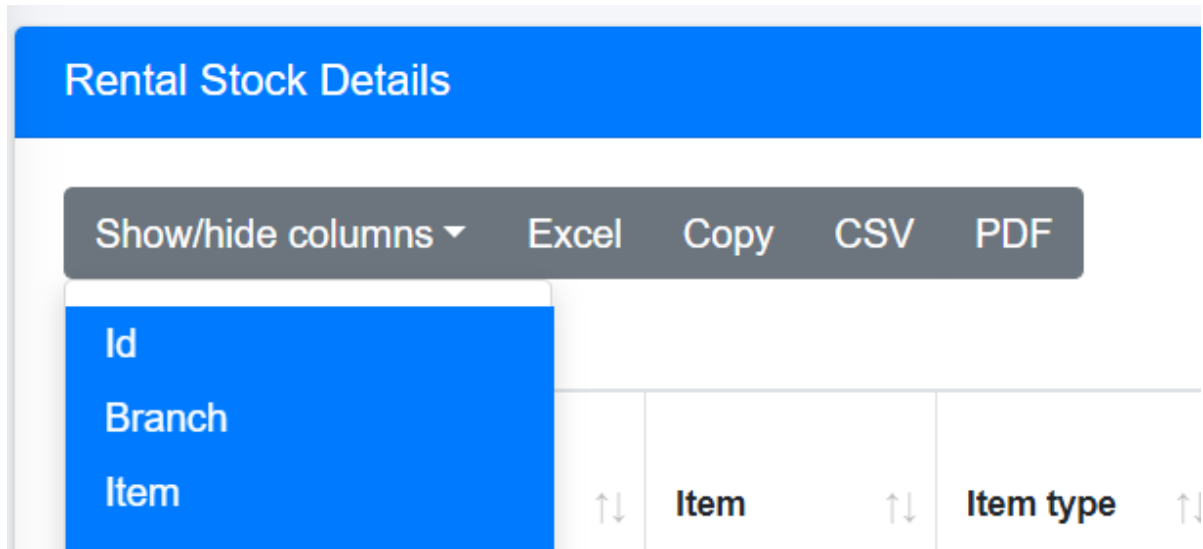 Rental Stock Details
Show/hide columns Excel Copy CSV PDF
Id
Branch
Item
Item Item type